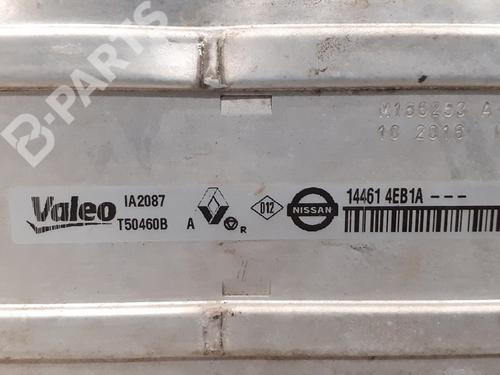 B-PARTS
M166253 A
10 2016
Valeo
IA2087
T50460B
A
R
D12
NISSAN
14461 4EB1A ---